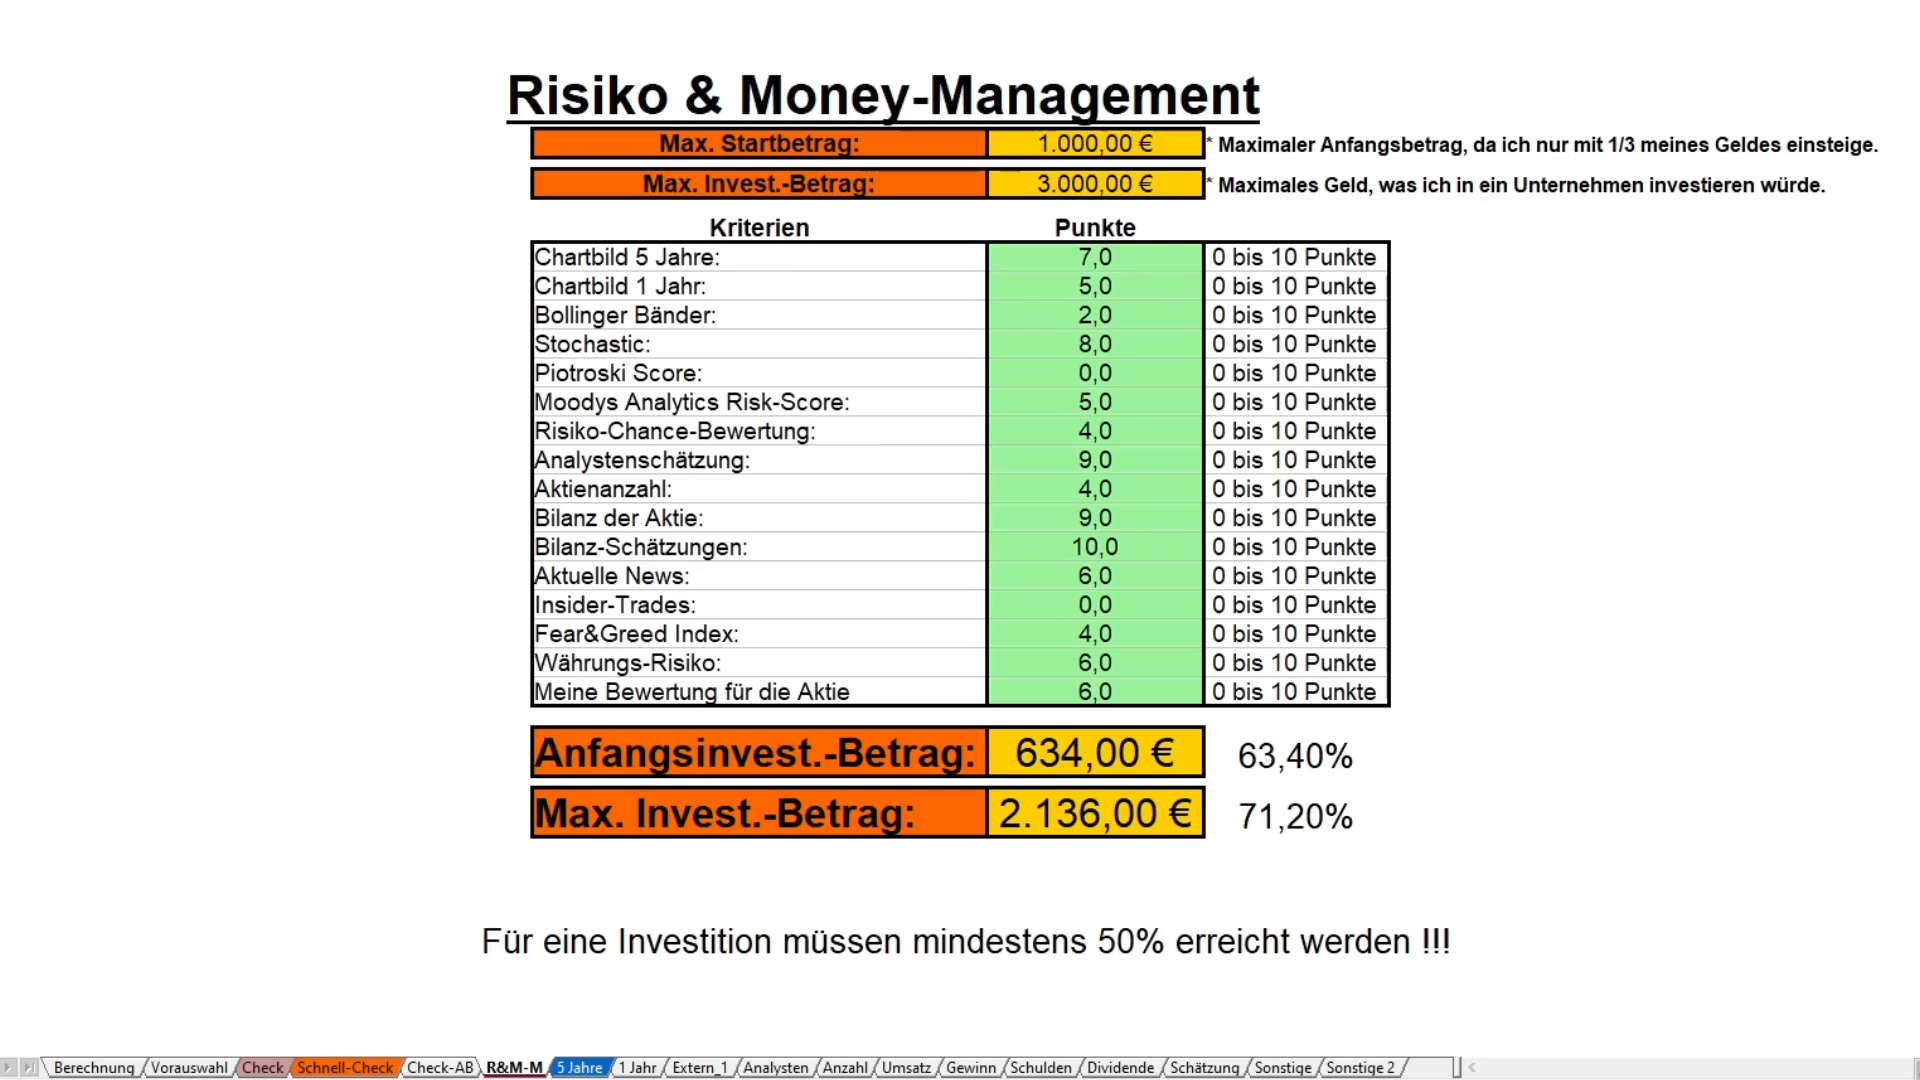 Risiko & Money-Management
Max. Startbetrag: 1.000,00 € * Maximaler Anfangsbetrag, da ich nur mit 1/3 meines Geldes einsteige.
Max. Invest.-Betrag: 3.000,00 € * Maximales Geld, was ich in ein Unternehmen investieren würde.
Kriterien Punkte
Chartbild 5 Jahre: 7,0 0 bis 10 Punkte
Chartbild 1 Jahr: 5,0 0 bis 10 Punkte
Bollinger Bänder: 2,0 0 bis 10 Punkte
Stochastic: 8,0 0 bis 10 Punkte
Piotroski Score: 0,0 0 bis 10 Punkte
Moodys Analytics Risk-Score: 5,0 0 bis 10 Punkte
Risiko-Chance-Bewertung: 4,0 0 bis 10 Punkte
Analystenschätzung: 9,0 0 bis 10 Punkte
Aktienanzahl: 4,0 0 bis 10 Punkte
Bilanz der Aktie: 9,0 0 bis 10 Punkte
Bilanz-Schätzungen: 10,0 0 bis 10 Punkte
Aktuelle News: 6,0 0 bis 10 Punkte
Insider-Trades: 0,0 0 bis 10 Punkte
Fear&Greed Index: 4,0 0 bis 10 Punkte
Währungs-Risiko: 6,0 0 bis 10 Punkte
Meine Bewertung für die Aktie 6,0 0 bis 10 Punkte
Anfangsinvest.-Betrag: 634,00 € 63,40%
Max. Invest.-Betrag: 2.136,00 € 71,20%
Für eine Investition müssen mindestens 50% erreicht werden !!!
Berechnung Vorauswahl Check Schnell-Check Check-AB R&M-M 5 Jahre 1 Jahr Extern_1 Analysten Anzahl Umsatz Gewinn Schulden Dividende Schätzung Sonstige Sonstige 2